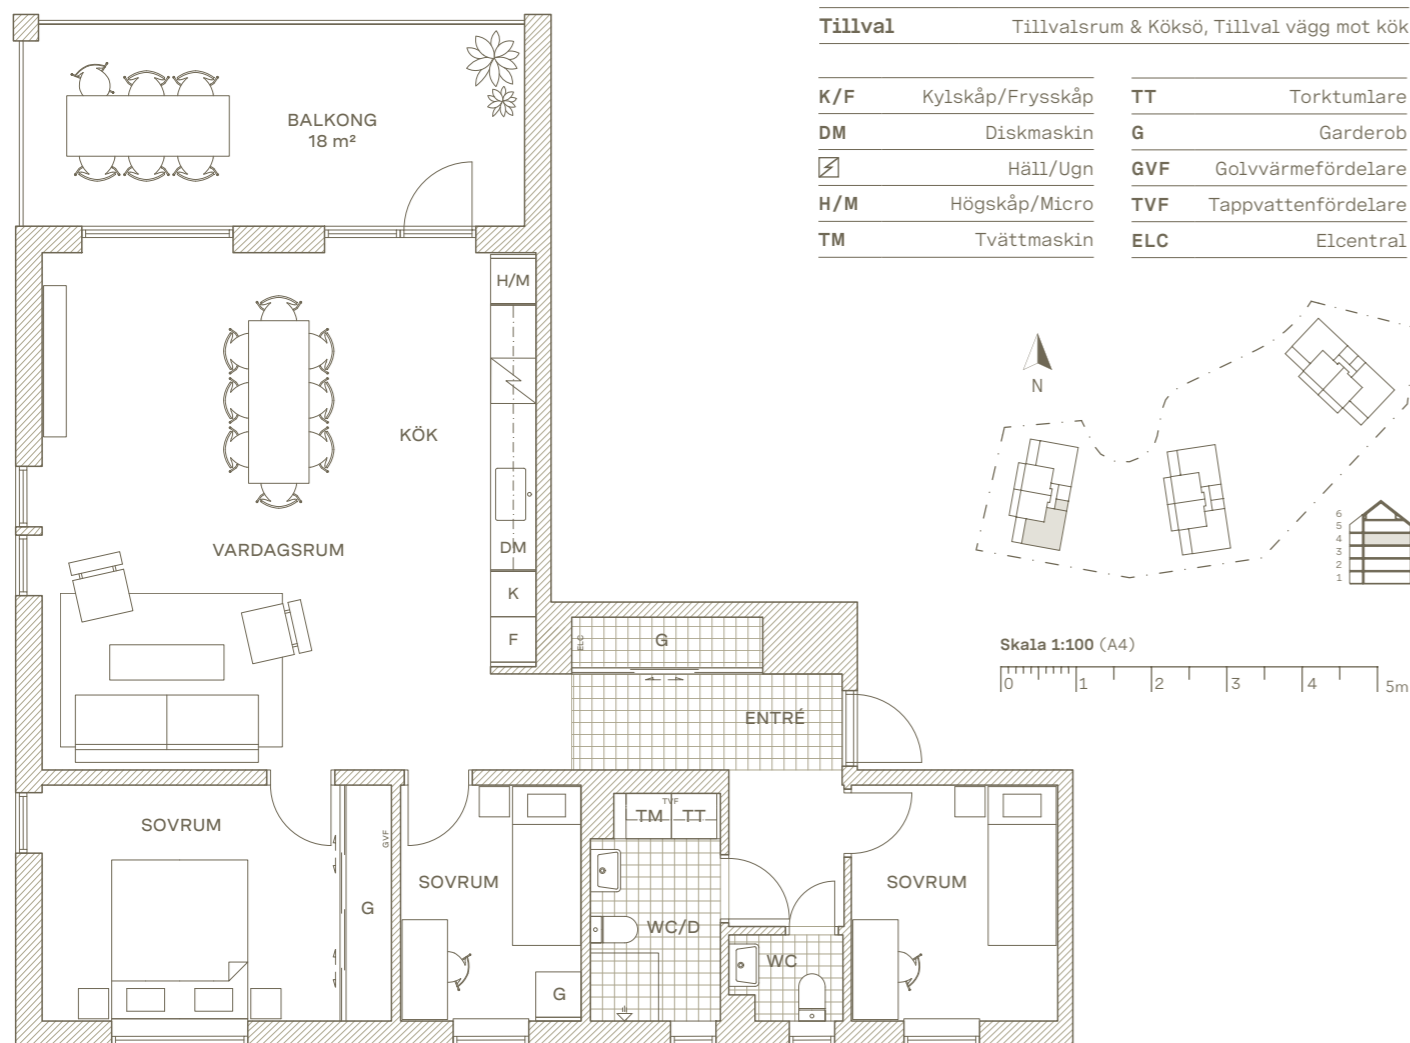 Tillval Tillvalsrum & Köksö, Tillval vägg mot kök
K/F Kylskåp/Frysskåp
DM Diskmaskin
Häll/Ugn
H/M Högskåp/Micro
TM Tvättmaskin
TT Torktumlare
G Garderob
GVF Golvvärmefördelare
TVF Tappvattenfördelare
ELC Elcentral
BALKONG
18 m²
H/M
KÖK
VARDAGSRUM
DM
K
F
ELC
G
ENTRÉ
N
6
5
4
3
2
1
Skala 1:100 (A4)
0 1 2 3 4 5m
SOVRUM
GVF
G
SOVRUM
G
TVF
TM TT
WC/D
WC
SOVRUM